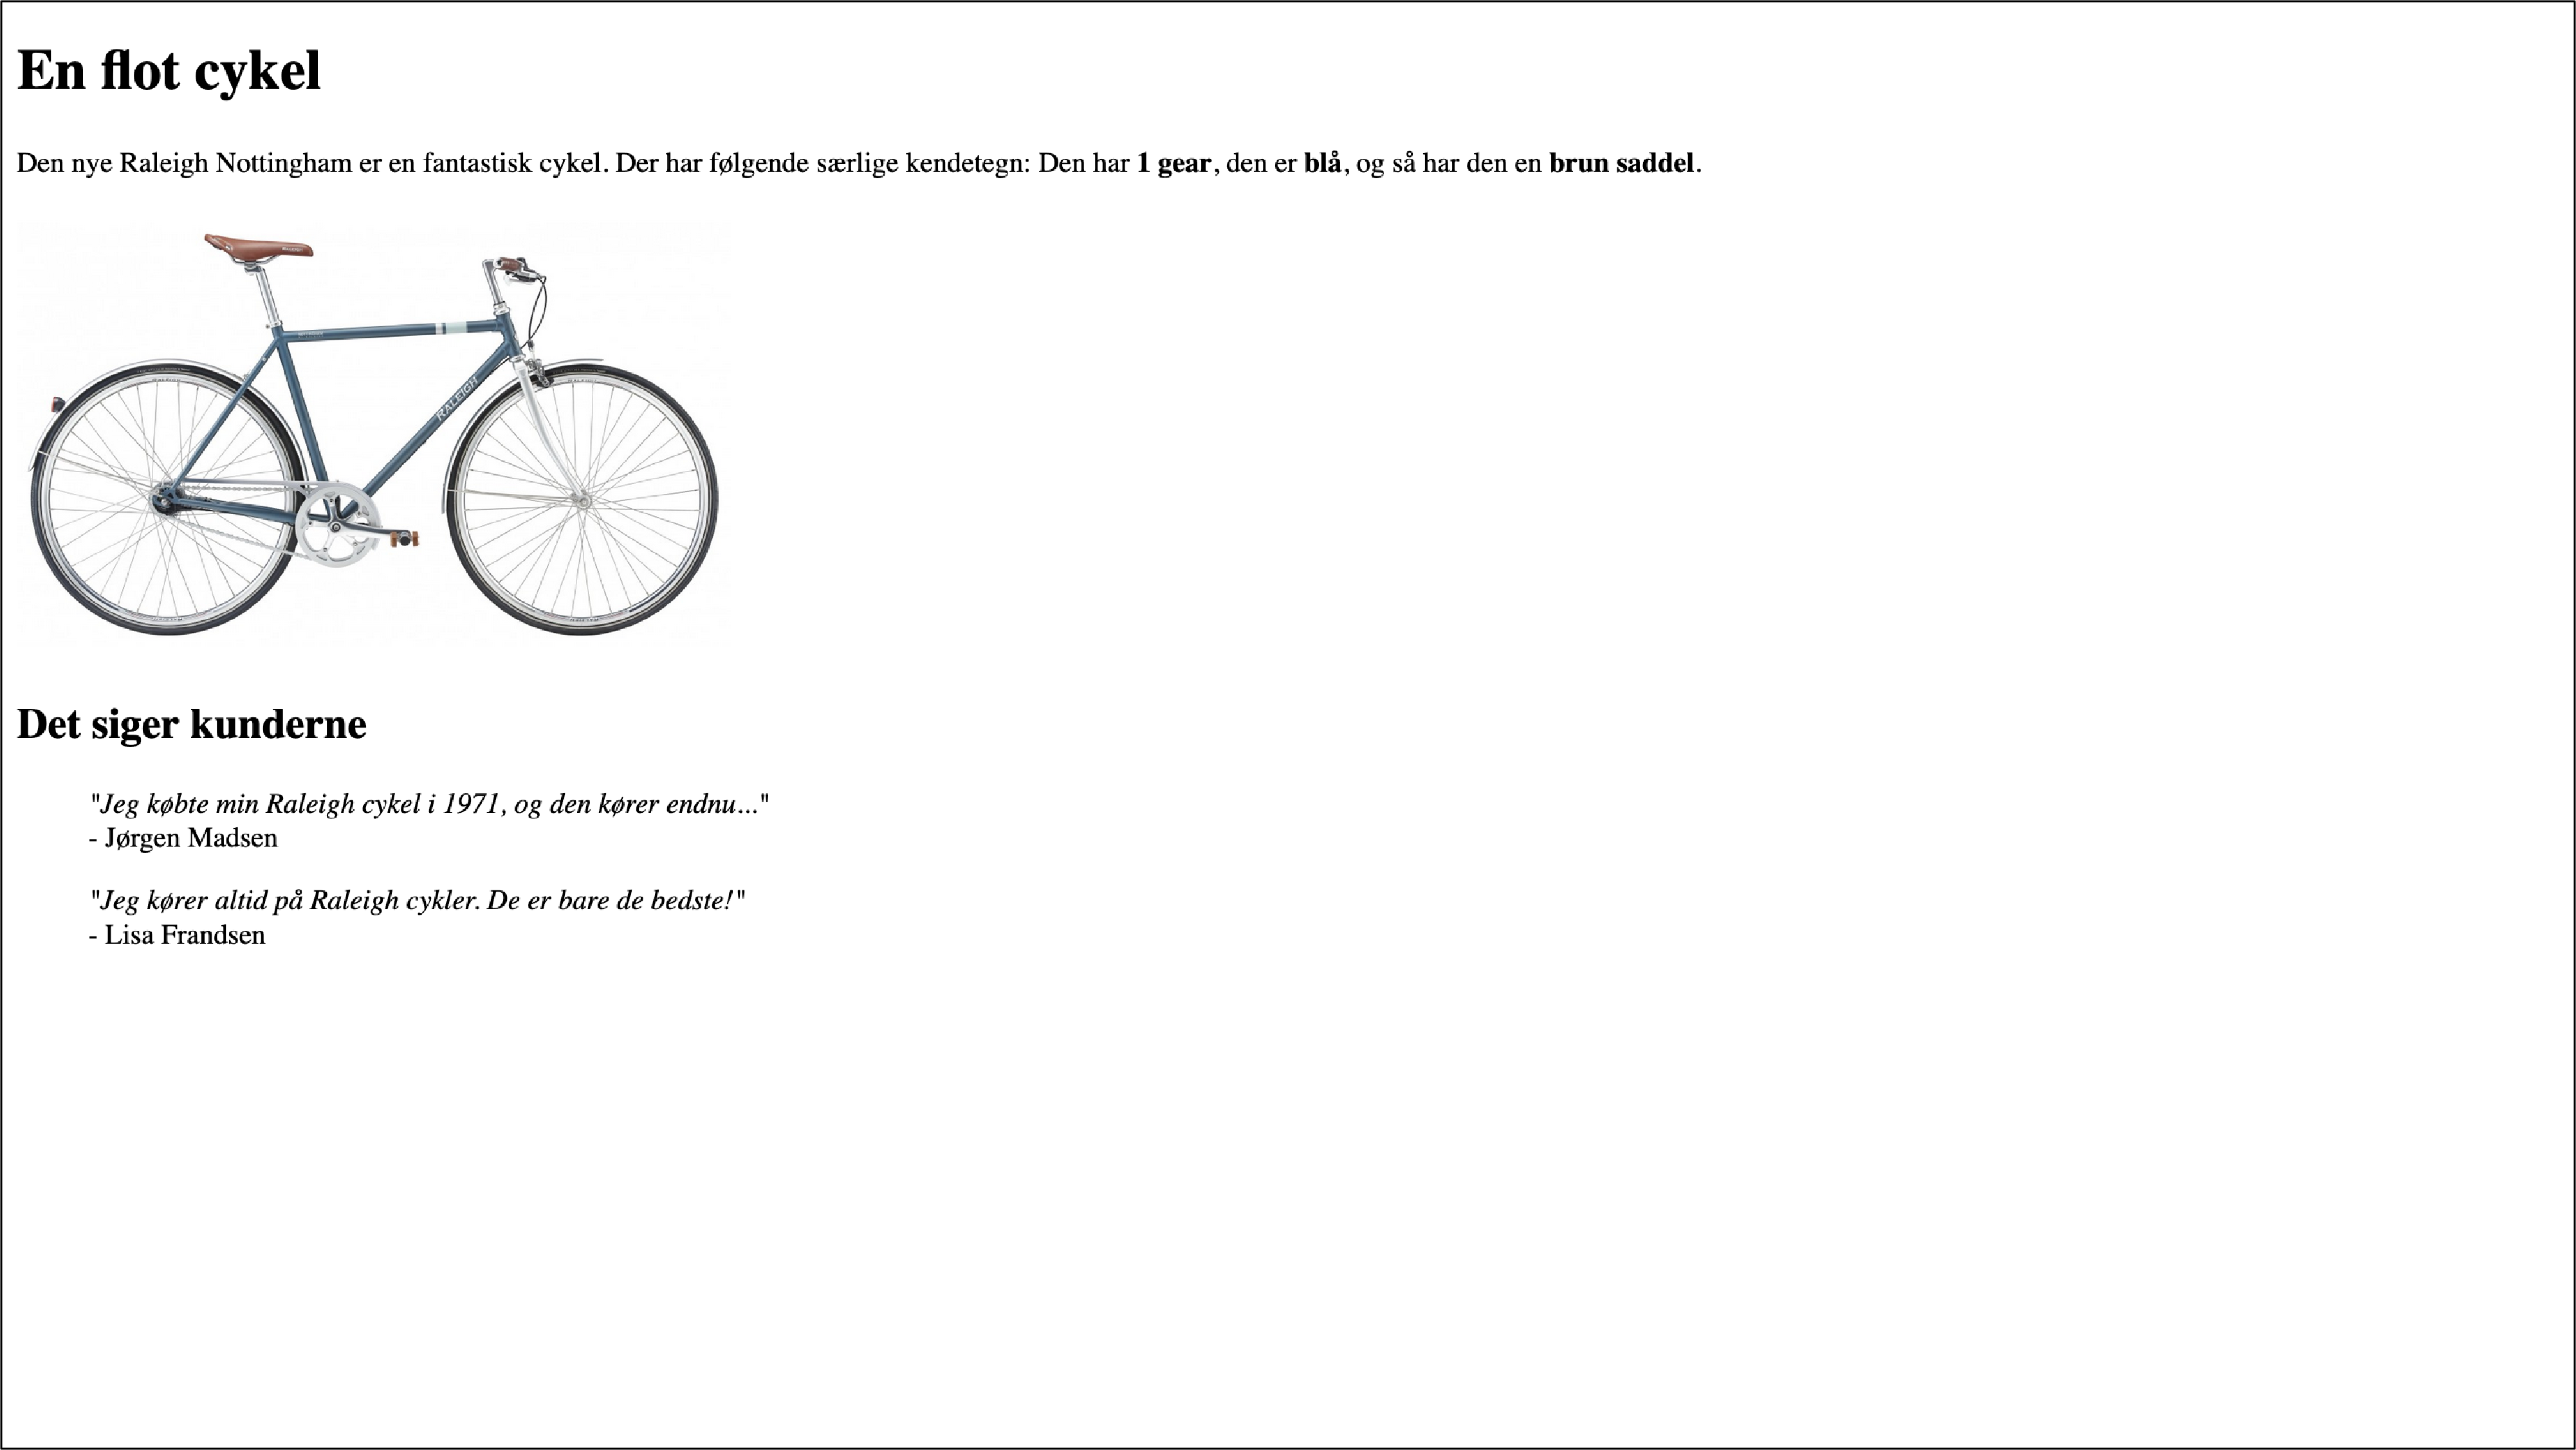 En flot cykel
Den nye Raleigh Nottingham er en fantastisk cykel. Der har følgende særlige kendetegn: Den har 1 gear, den er blå, og så har den en brun saddel.
RALEIGH
Det siger kunderne
"Jeg købte min Raleigh cykel i 1971, og den kører endnu..."
- Jørgen Madsen
"Jeg kører altid på Raleigh cykler. De er bare de bedste!"
- Lisa Frandsen